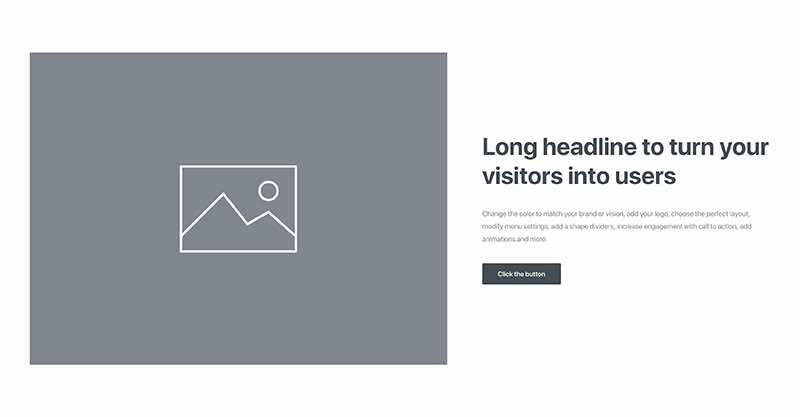 Long headline to turn your
visitors into users
Change the color to match your brand or vision, add your logo, choose the perfect layout,
modify menu settings, add a shape dividers, increase engagement with call to action, add
animations and more.
Click the button